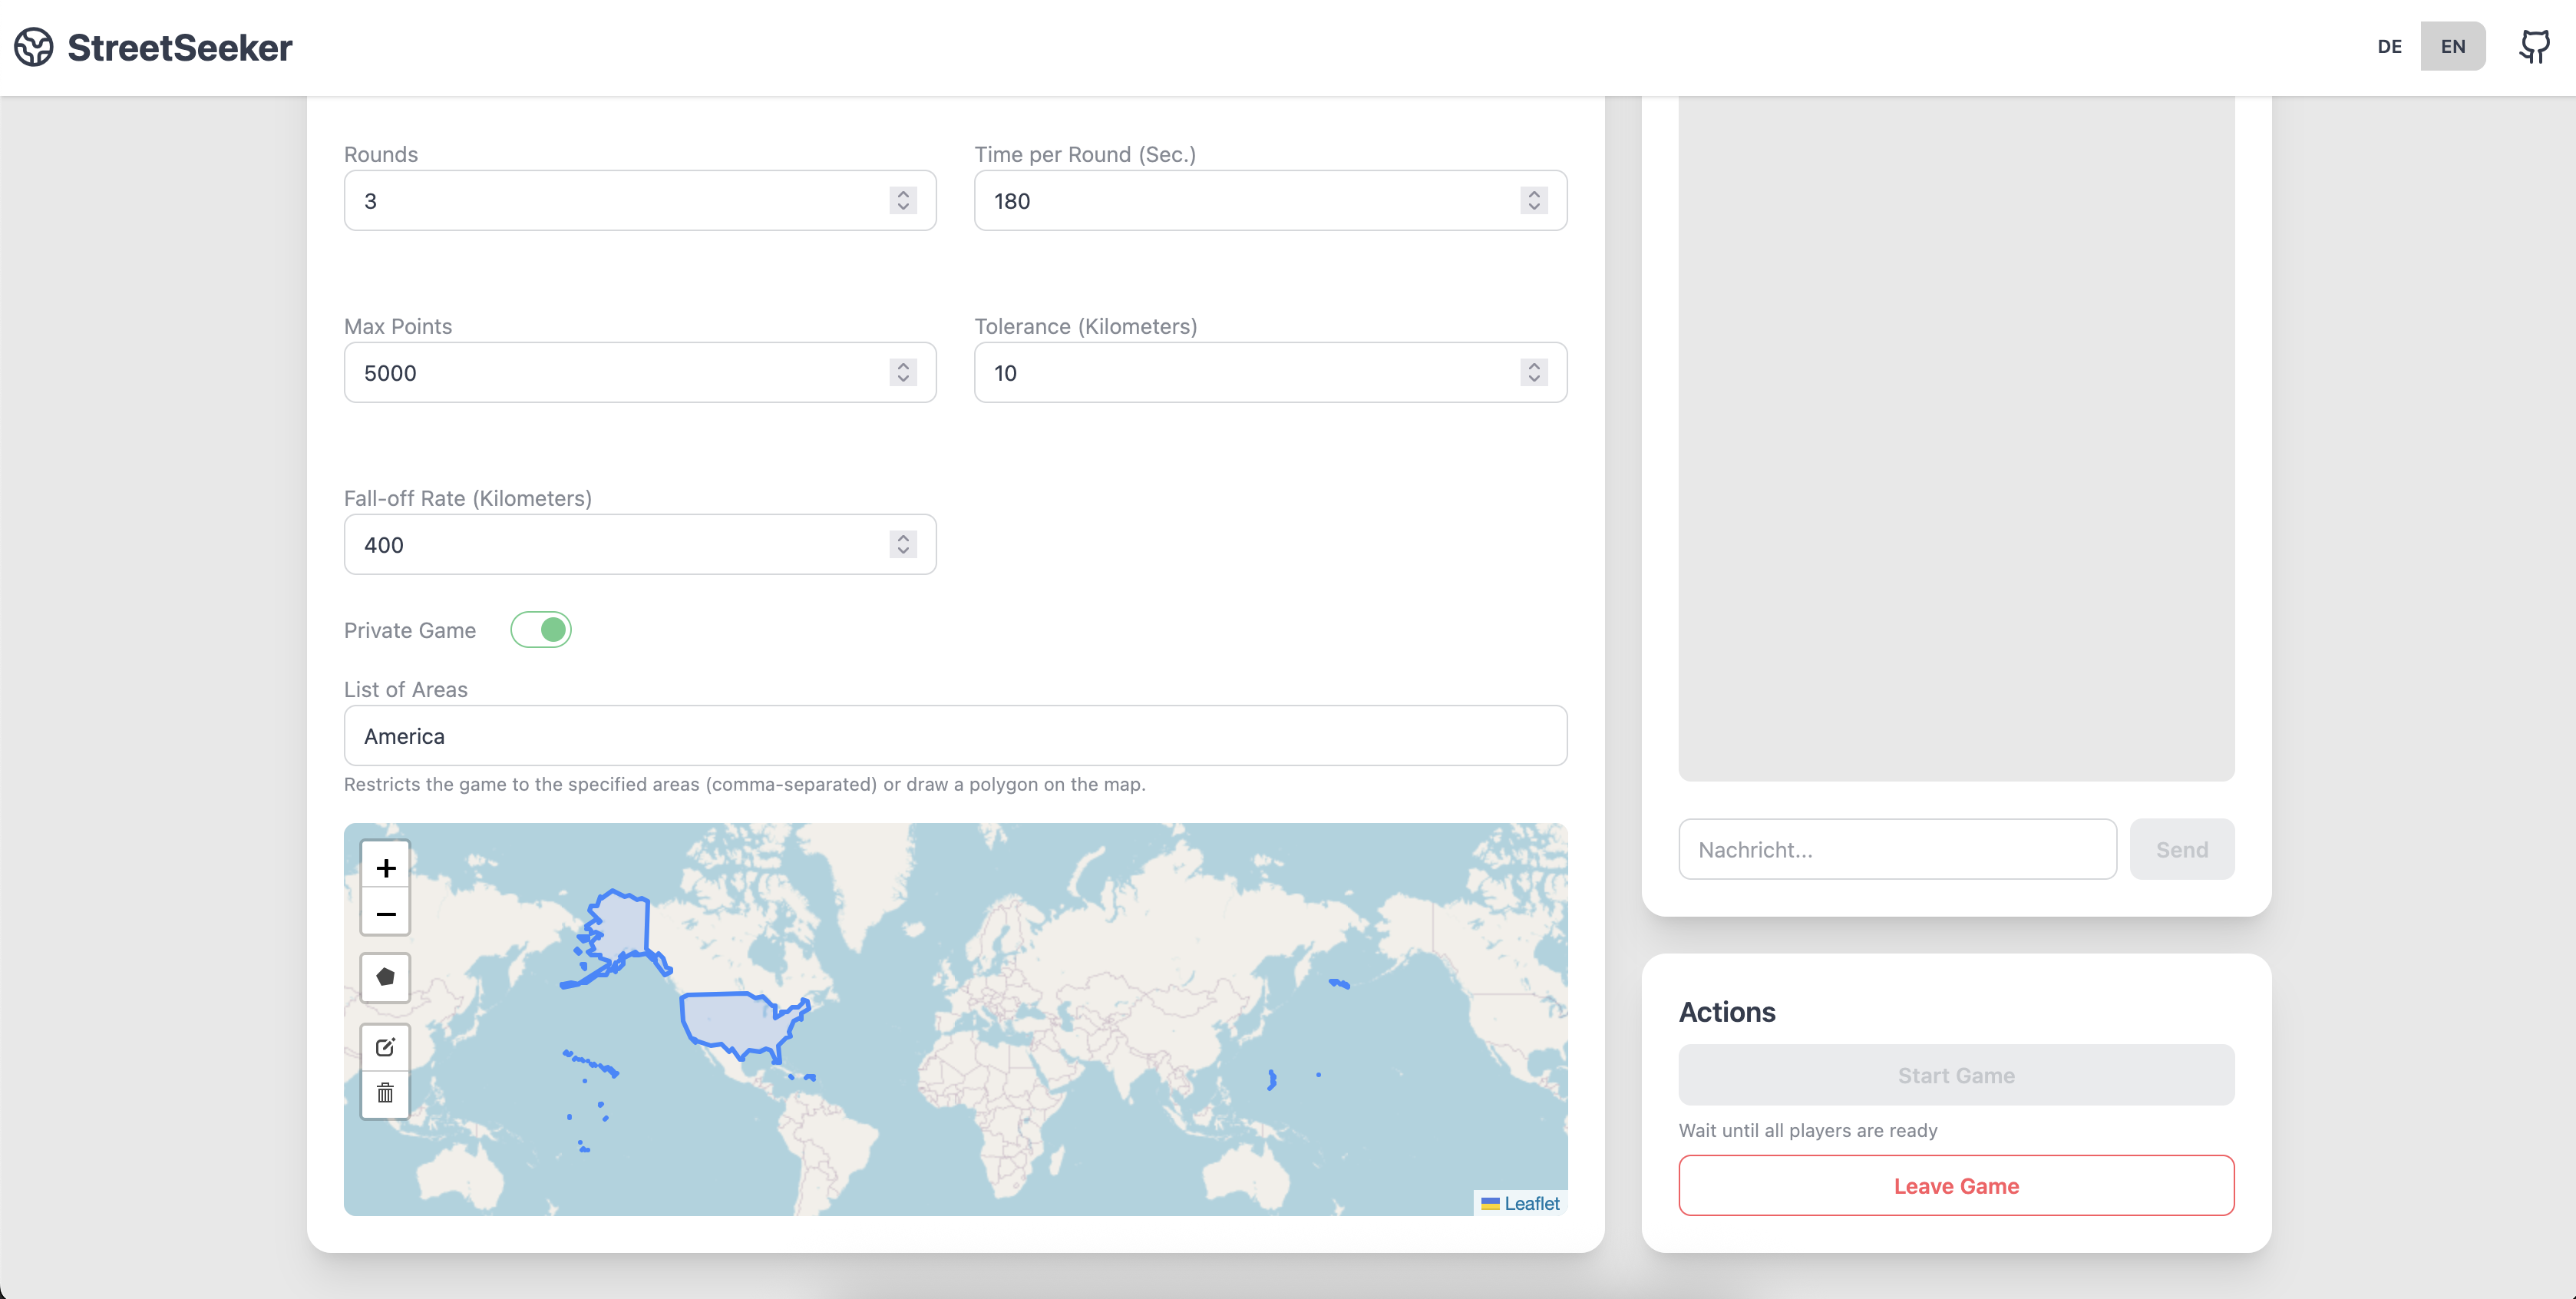 StreetSeeker
DE EN
Rounds
3
Time per Round (Sec.)
180
Max Points
5000
Tolerance (Kilometers)
10
Fall-off Rate (Kilometers)
400
Private Game
List of Areas
America
Restricts the game to the specified areas (comma-separated) or draw a polygon on the map.
+
−
Leaflet
Nachricht...
Send
Actions
Start Game
Wait until all players are ready
Leave Game